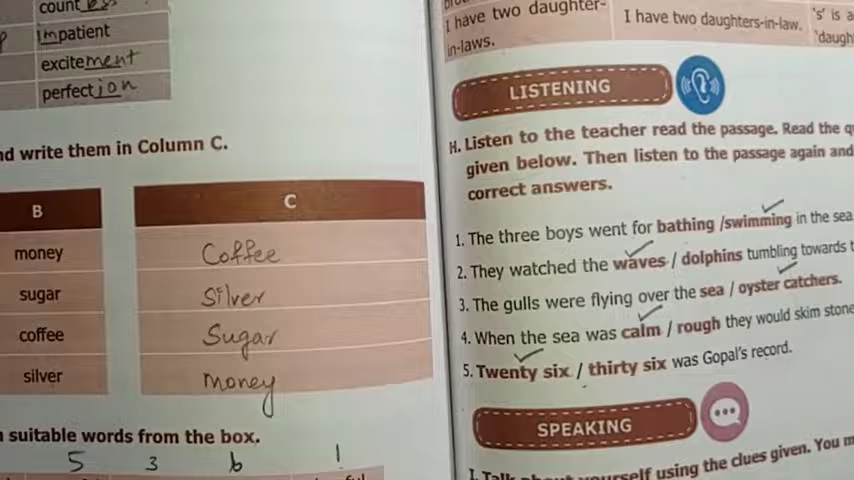 count less
Impatient
excitement
perfection
nd write them in Column C.
B
C
money
Coffee
sugar
Silver
coffee
Sugar
silver
money
suitable words from the box.
5 3 6 1
I have two daughter-
in-laws.
I have two daughters-in-law.
's' is a
'daugh
LISTENING
H. Listen to the teacher read the passage. Read the q
given below. Then listen to the passage again and
correct answers.
1. The three boys went for bathing /swimming in the sea
2. They watched the waves / dolphins tumbling towards t
3. The gulls were flying over the sea / oyster catchers.
4. When the sea was calm / rough they would skim stone
5. Twenty six / thirty six was Gopal's record.
SPEAKING
I. Talk about yourself using the clues given. You m